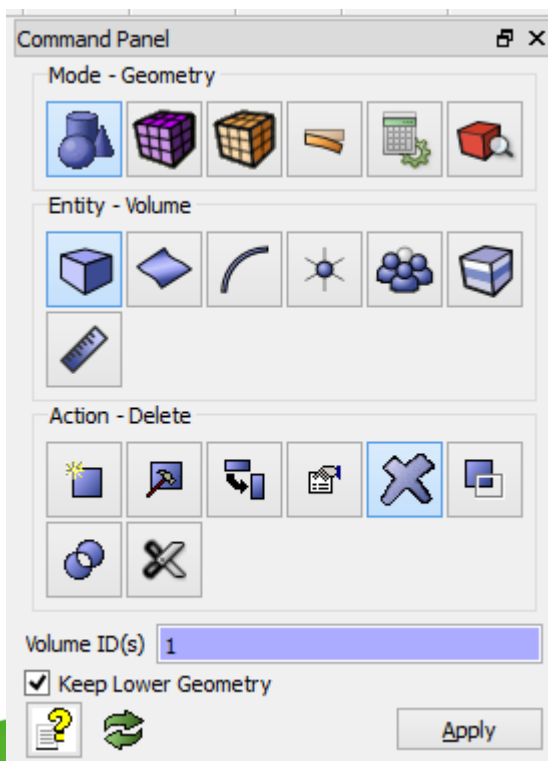 Command Panel
Mode - Geometry
Entity - Volume
Action - Delete
Volume ID(s) 1
Keep Lower Geometry
Apply